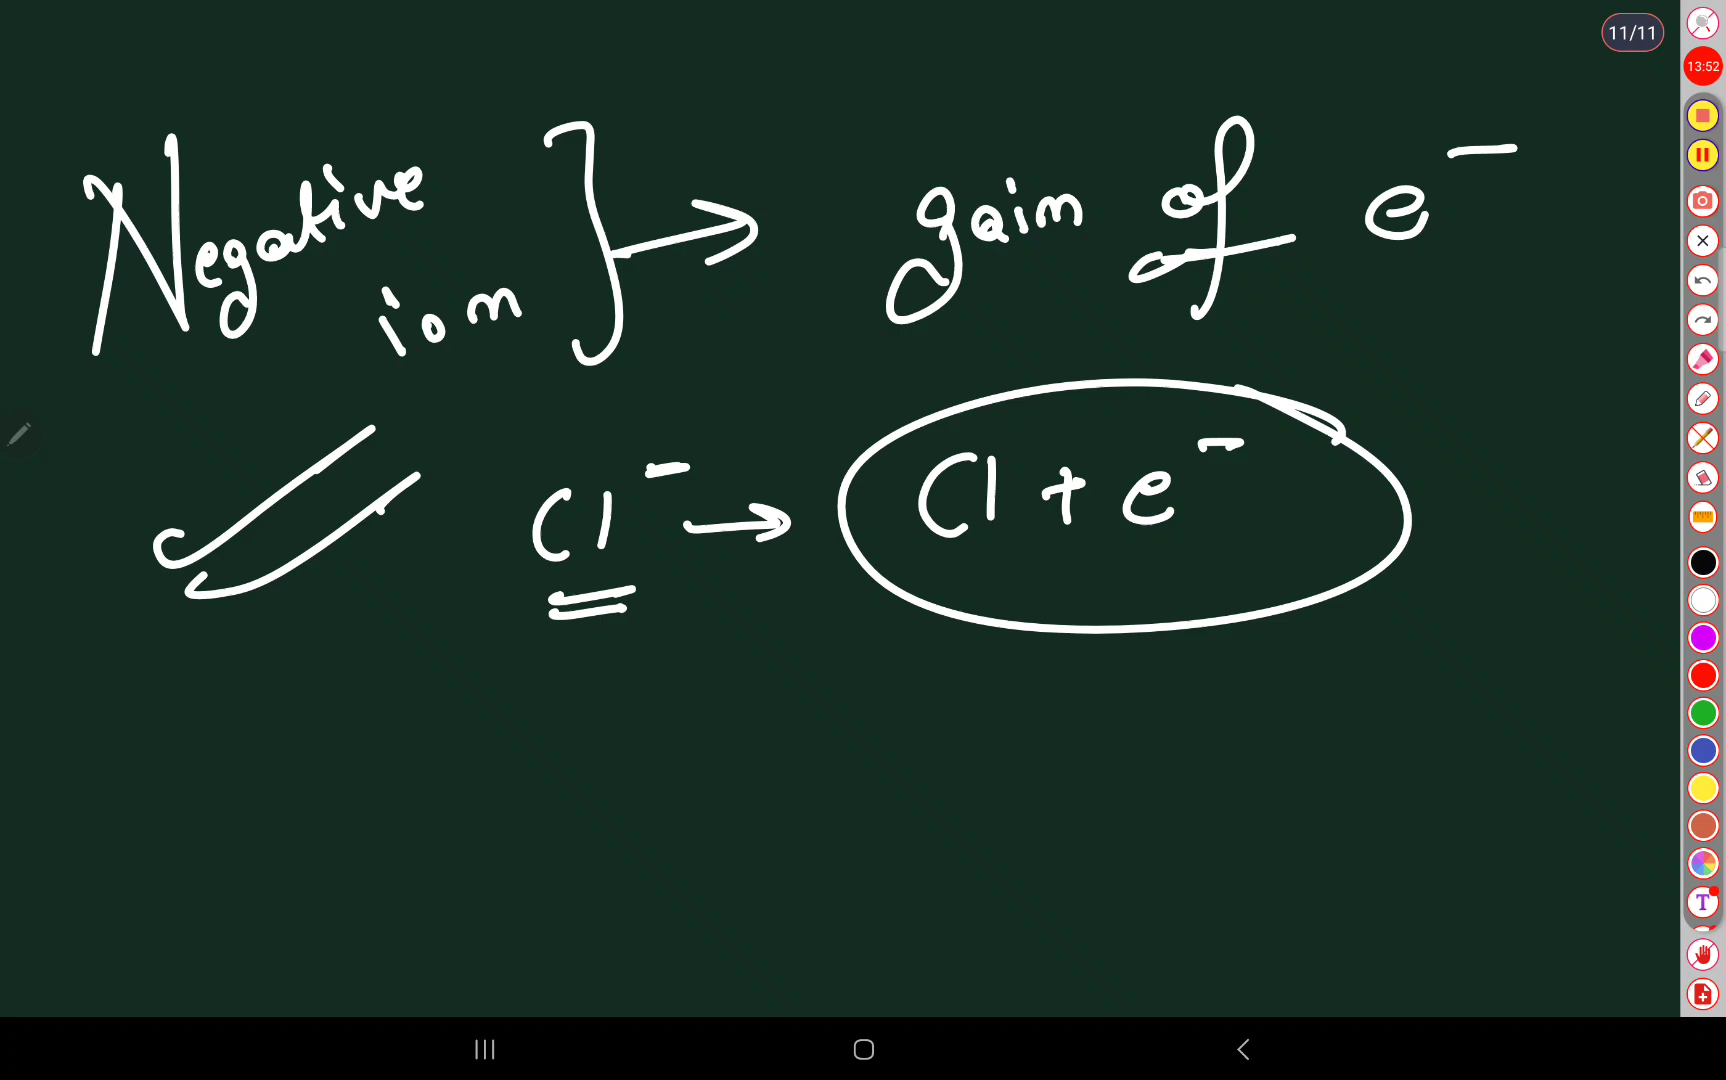 11/11
13:52
Negative ion } → gain of e⁻
Cl⁻ → Cl + e⁻
T